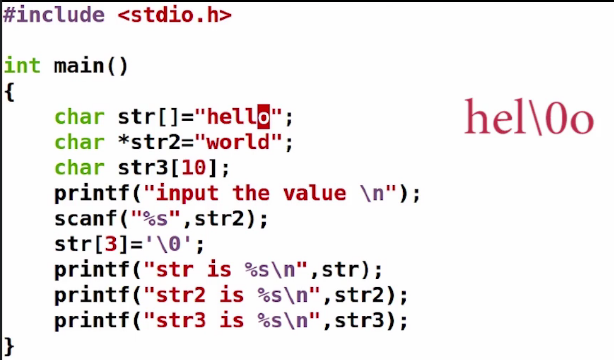 #include <stdio.h>
int main()
{
    char str[]="hello";
    char *str2="world";
    char str3[10];
    printf("input the value \n");
    scanf("%s",str2);
    str[3]='\0';
    printf("str is %s\n",str);
    printf("str2 is %s\n",str2);
    printf("str3 is %s\n",str3);
}
hel\0o